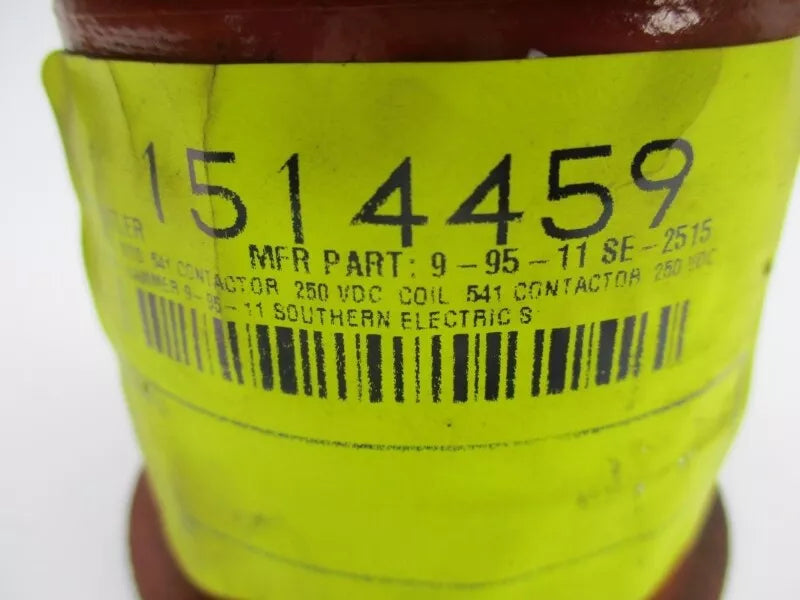 1514459
MFR PART: 9-95-11 SE-2515
541 CONTACTOR 250 VDC COIL 541 CONTACTOR 250 VDC
9-95-11 SOUTHERN ELECTRIC S